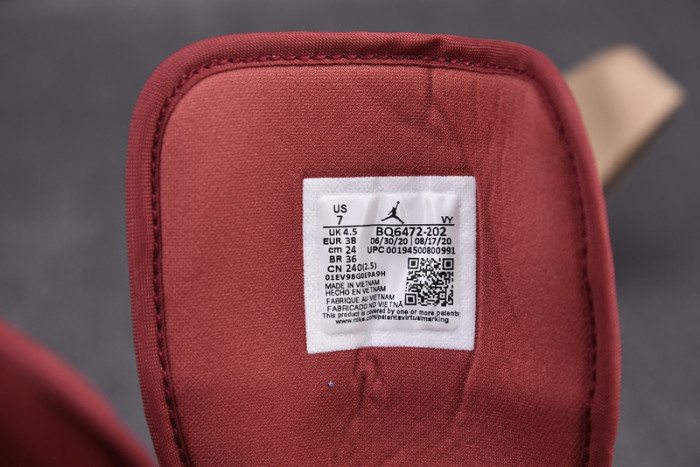 US
7 VY
UK 4.5 BQ6472-202
EUR 38 06/30/20 08/17/20
cm 24 UPC 00194500800991
BR 36
CN 240(2.5)
01EV98G0E9A9H
MADE IN VIETNAM
HECHO EN VIETNAM
FABRIQUE AU VIETNAM
FABRICADO NO VIETNA
This product is covered by one or more patents.
www.nike.com/patentsvirtualmarking